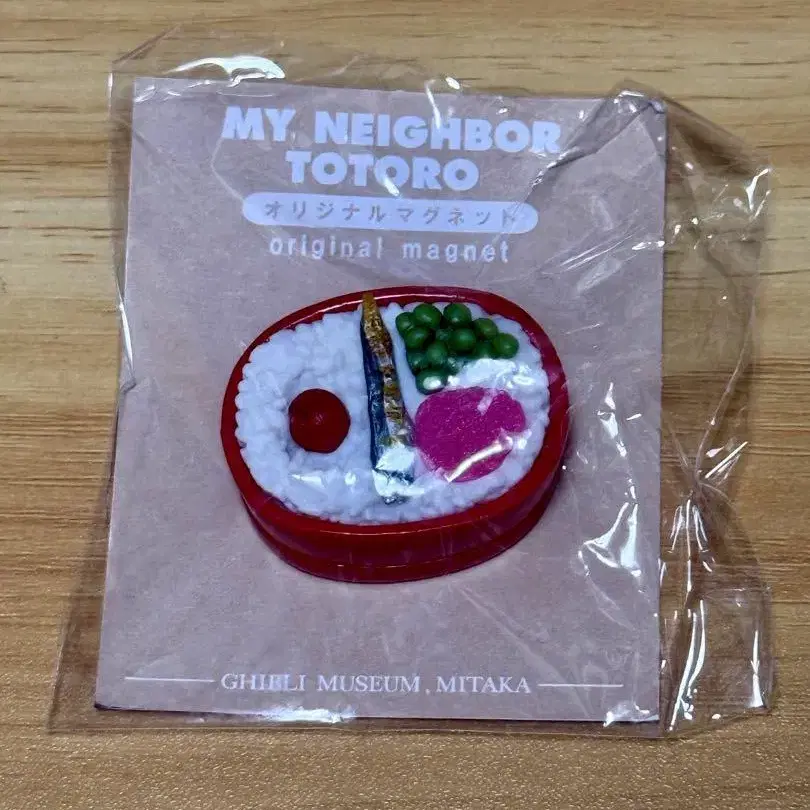 MY NEIGHBOR
TOTORO
オリジナルマグネット
original magnet
GHIBLI MUSEUM, MITAKA